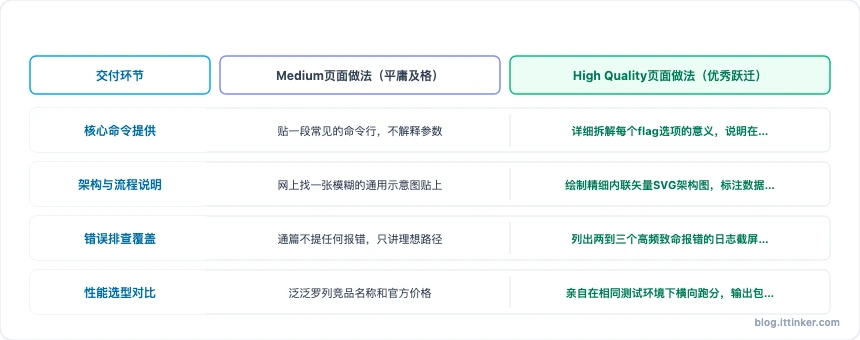 交付环节
Medium页面做法（平庸及格）
High Quality页面做法（优秀跃迁）
核心命令提供
贴一段常见的命令行，不解释参数
详细拆解每个flag选项的意义，说明在...
架构与流程说明
网上找一张模糊的通用示意图贴上
绘制精细内联矢量SVG架构图，标注数据...
错误排查覆盖
通篇不提任何报错，只讲理想路径
列出两到三个高频致命报错的日志截屏...
性能选型对比
泛泛罗列竞品名称和官方价格
亲自在相同测试环境下横向跑分，输出包...
blog.ittinker.com